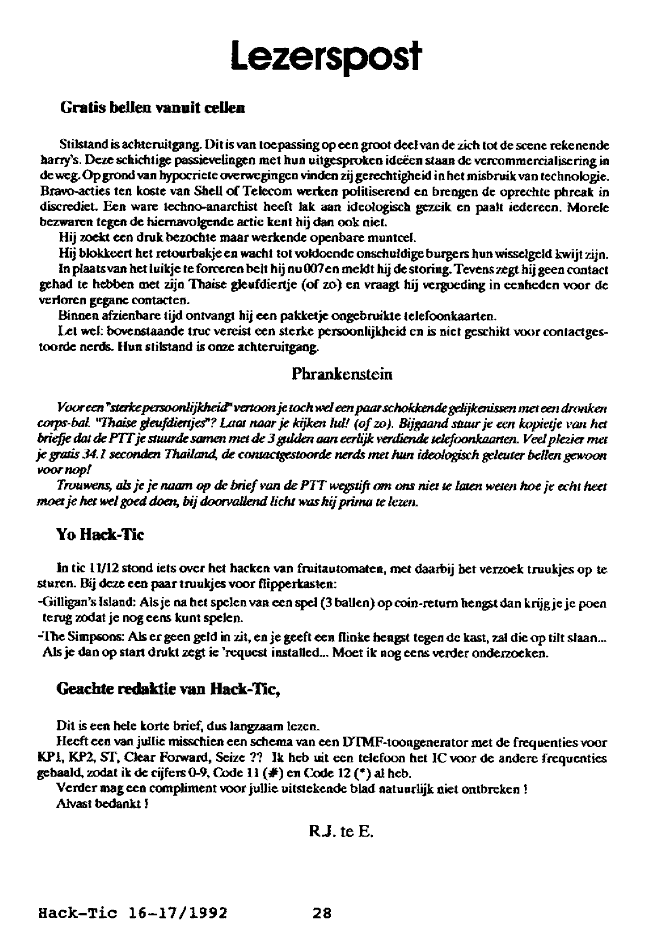 Lezerspost
Gratis bellen vanuit cellen
Stilstand is achteruitgang. Dit is van toepassing op een groot deel van de zich tot de scene rekenende
harry's. Deze schichtige passievelingen met hun uitgesproken ideëen staan de vercommercialisering in
de weg. Op grond van hypocriete overwegingen vinden zij gerechtigheid in het misbruik van technologie.
Bravo-acties ten koste van Shell of Telecom werken politiserend en brengen de oprechte phreak in
discrediet. Een ware techno-anarchist heeft lak aan ideologisch gezeik en paalt iedereen. Morele
bezwaren tegen de hiernavolgende actie kent hij dan ook niet.
Hij zoekt een druk bezochte maar werkende openbare muntcel.
Hij blokkeert het retourbakje en wacht tot voldoende onschuldige burgers hun wisselgeld kwijt zijn.
In plaats van het luikje te forceren belt hij nu 007 en meldt hij de storing. Tevens zegt hij geen contact
gehad te hebben met zijn Thaise gleufdiertje (of zo) en vraagt hij vergoeding in eenheden voor de
verloren gegane contacten.
Binnen afzienbare tijd ontvangt hij een pakketje ongebruikte telefoonkaarten.
Let wel: bovenstaande truc vereist een sterke persoonlijkheid en is niet geschikt voor contactges-
toorde nerds. Hun stilstand is onze achteruitgang.
Phrankenstein
Voor een "sterke persoonlijkheid" vertoon je toch wel een paar schokkende gelijkenissen met een dronken
corps-bal. "Thaise gleufdiertjes"? Laat naar je kijken lul! (of zo). Bijgaand stuur je een kopietje van het
briefje dat de PTT je stuurde samen met de 3 gulden aan eerlijk verdiende telefoonkaarten. Veel plezier met
je gratis 34.1 seconden Thailand, de contactgestoorde nerds met hun ideologisch geleuter bellen gewoon
voor nop!
Trouwens, als je je naam op de brief van de PTT wegstift om ons niet te laten weten hoe je echt heet
moet je het wel goed doen, bij doorvallend licht was hij prima te lezen.
Yo Hack-Tic
In tic 11/12 stond iets over het hacken van fruitautomaten, met daarbij het verzoek truukjes op te
sturen. Bij deze een paar truukjes voor flipperkasten:
-Gilligan's Island: Als je na het spelen van een spel (3 ballen) op coin-return hengst dan krijg je je poen
terug zodat je nog eens kunt spelen.
-The Simpsons: Als er geen geld in zit, en je geeft een flinke hengst tegen de kast, zal die op tilt slaan...
Als je dan op start drukt zegt ie 'request installed... Moet ik nog eens verder onderzoeken.
Geachte redaktie van Hack-Tic,
Dit is een hele korte brief, dus langzaam lezen.
Heeft een van jullie misschien een schema van een DTMF-toongenerator met de frequenties voor
KP1, KP2, ST, Clear Forward, Seize ?? Ik heb uit een telefoon het IC voor de andere frequenties
gehaald, zodat ik de cijfers 0-9, Code 11 (#) en Code 12 (*) al heb.
Verder mag een compliment voor jullie uitstekende blad natuurlijk niet ontbreken !
Alvast bedankt !
R.J. te E.
Hack-Tic 16-17/1992 28